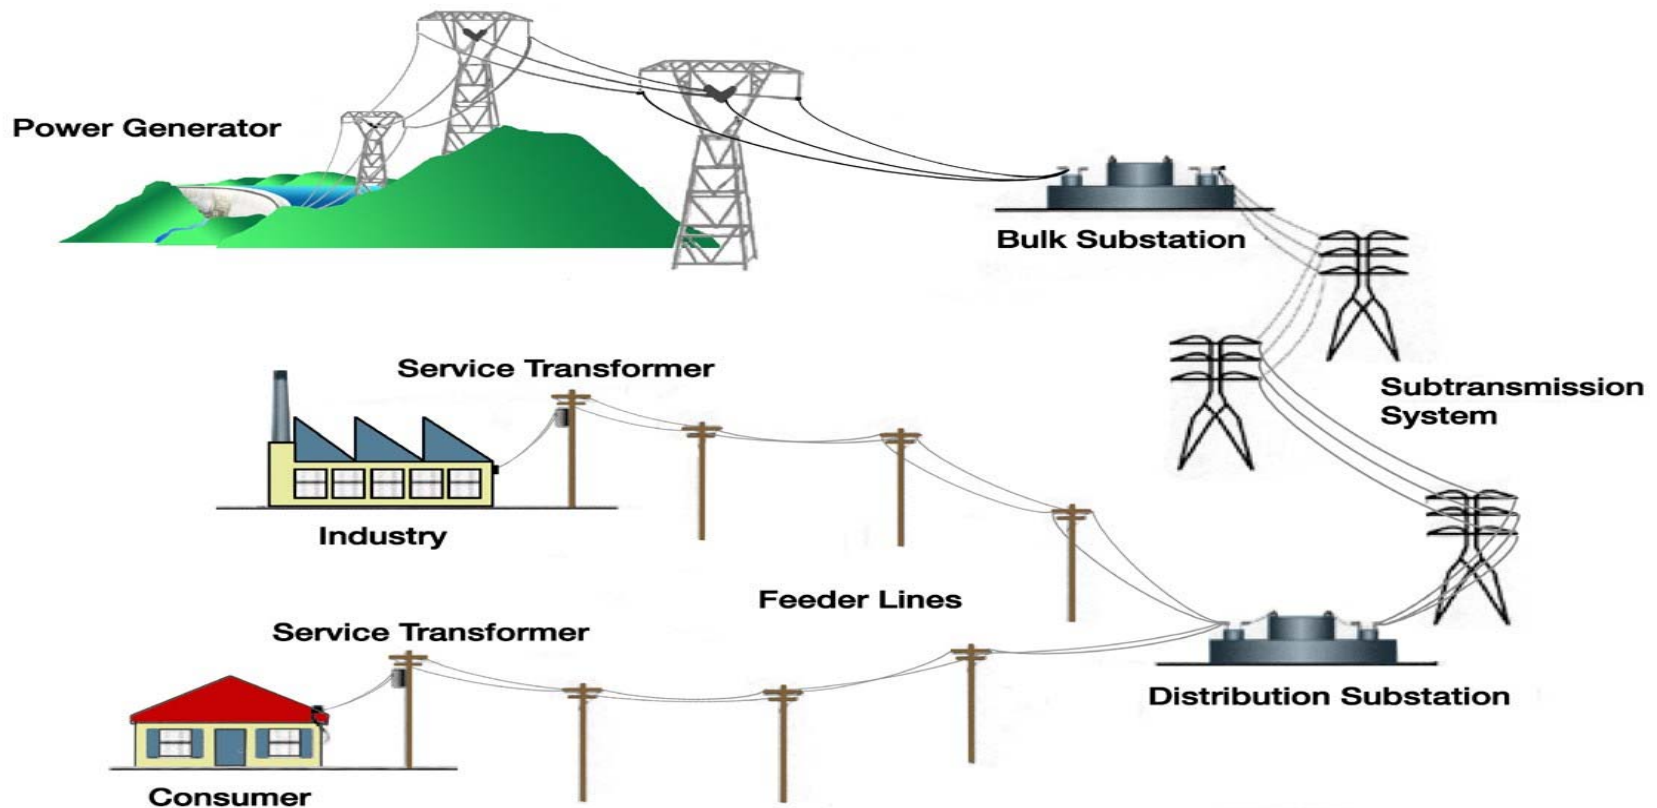 Power Generator
Bulk Substation
Service Transformer
Subtransmission
System
Industry
Feeder Lines
Service Transformer
Distribution Substation
Consumer